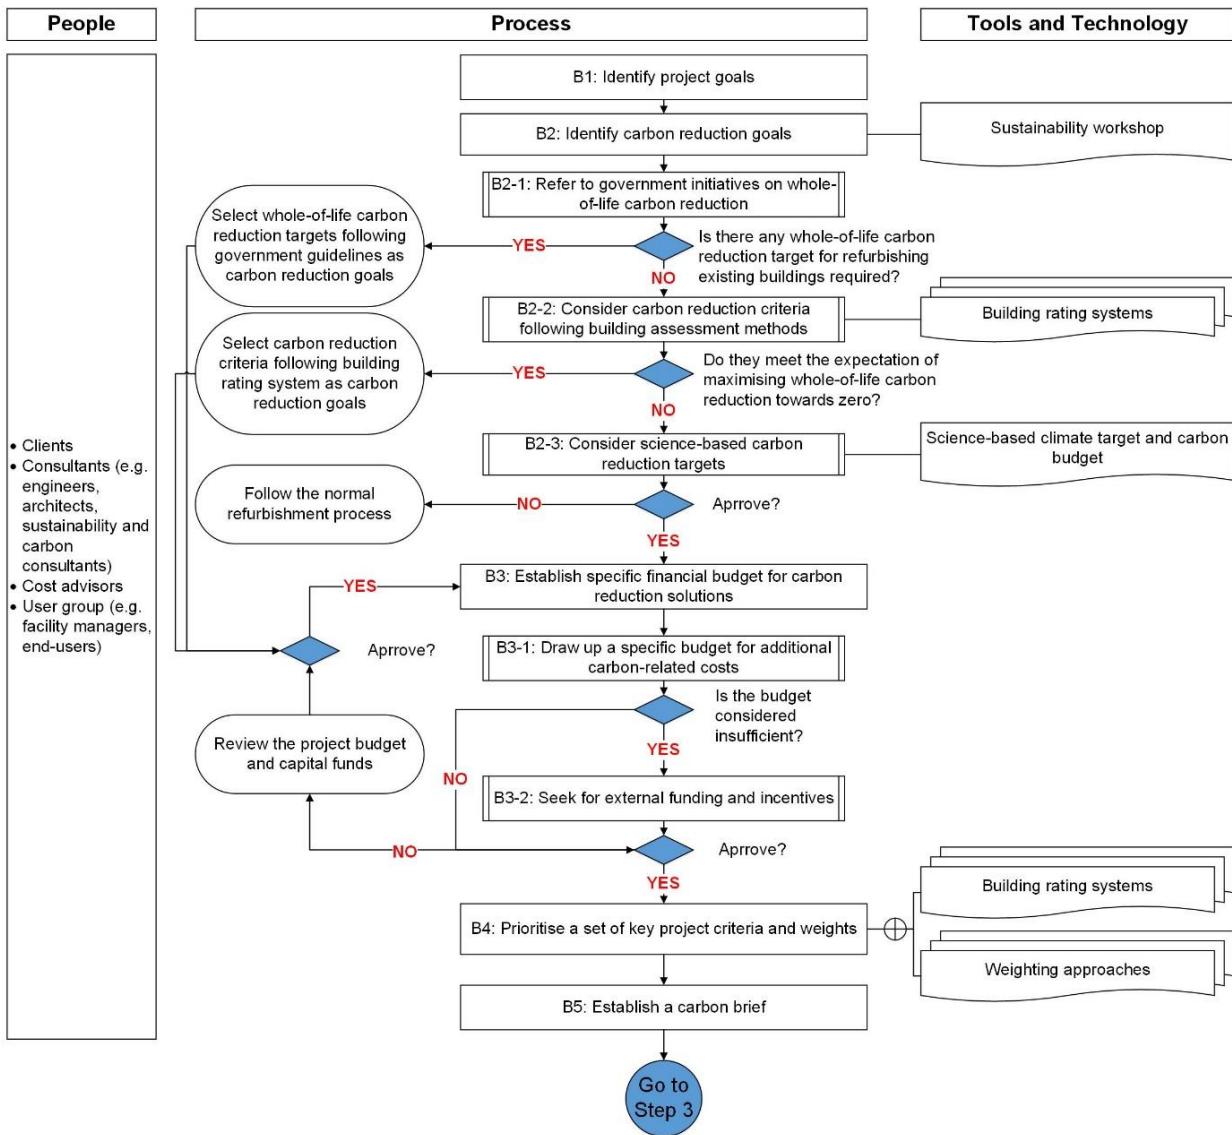 People
Process
Tools and Technology
B1: Identify project goals
B2: Identify carbon reduction goals
Sustainability workshop
B2-1: Refer to government initiatives on whole-
of-life carbon reduction
Select whole-of-life carbon
reduction targets following
government guidelines as
carbon reduction goals
YES
Is there any whole-of-life carbon
reduction target for refurbishing
existing buildings required?
NO
B2-2: Consider carbon reduction criteria
following building assessment methods
Building rating systems
Select carbon reduction
criteria following building
rating system as carbon
reduction goals
YES
Do they meet the expectation of
maximising whole-of-life carbon
reduction towards zero?
NO
B2-3: Consider science-based carbon
reduction targets
Science-based climate target and carbon
budget
• Clients
• Consultants (e.g.
engineers,
architects,
sustainability and
carbon
consultants)
• Cost advisors
• User group (e.g.
facility managers,
end-users)
Follow the normal
refurbishment process
NO
Aprrove?
YES
YES
B3: Establish specific financial budget for carbon
reduction solutions
Aprrove?
B3-1: Draw up a specific budget for additional
carbon-related costs
Is the budget
considered
insufficient?
YES
NO
Review the project budget
and capital funds
B3-2: Seek for external funding and incentives
NO
Aprrove?
YES
B4: Prioritise a set of key project criteria and weights
Building rating systems
Weighting approaches
B5: Establish a carbon brief
Go to
Step 3